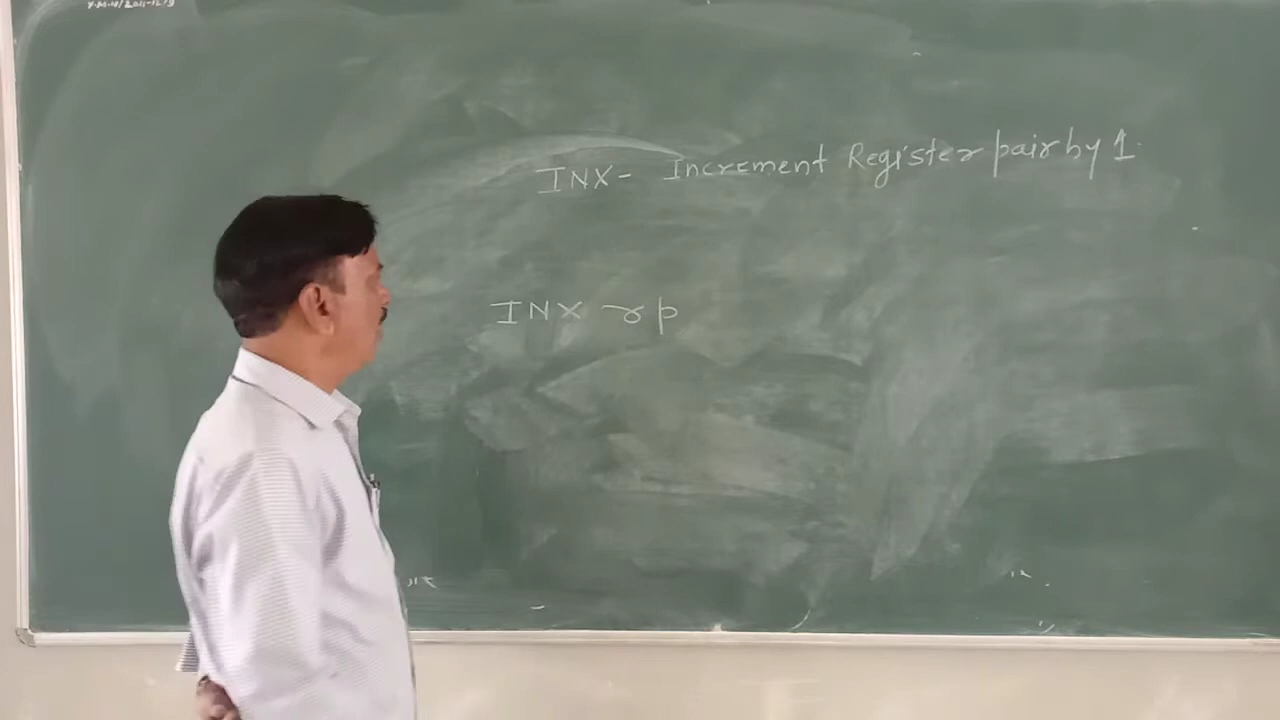 INX- Increment Register pair by 1.
INX rp